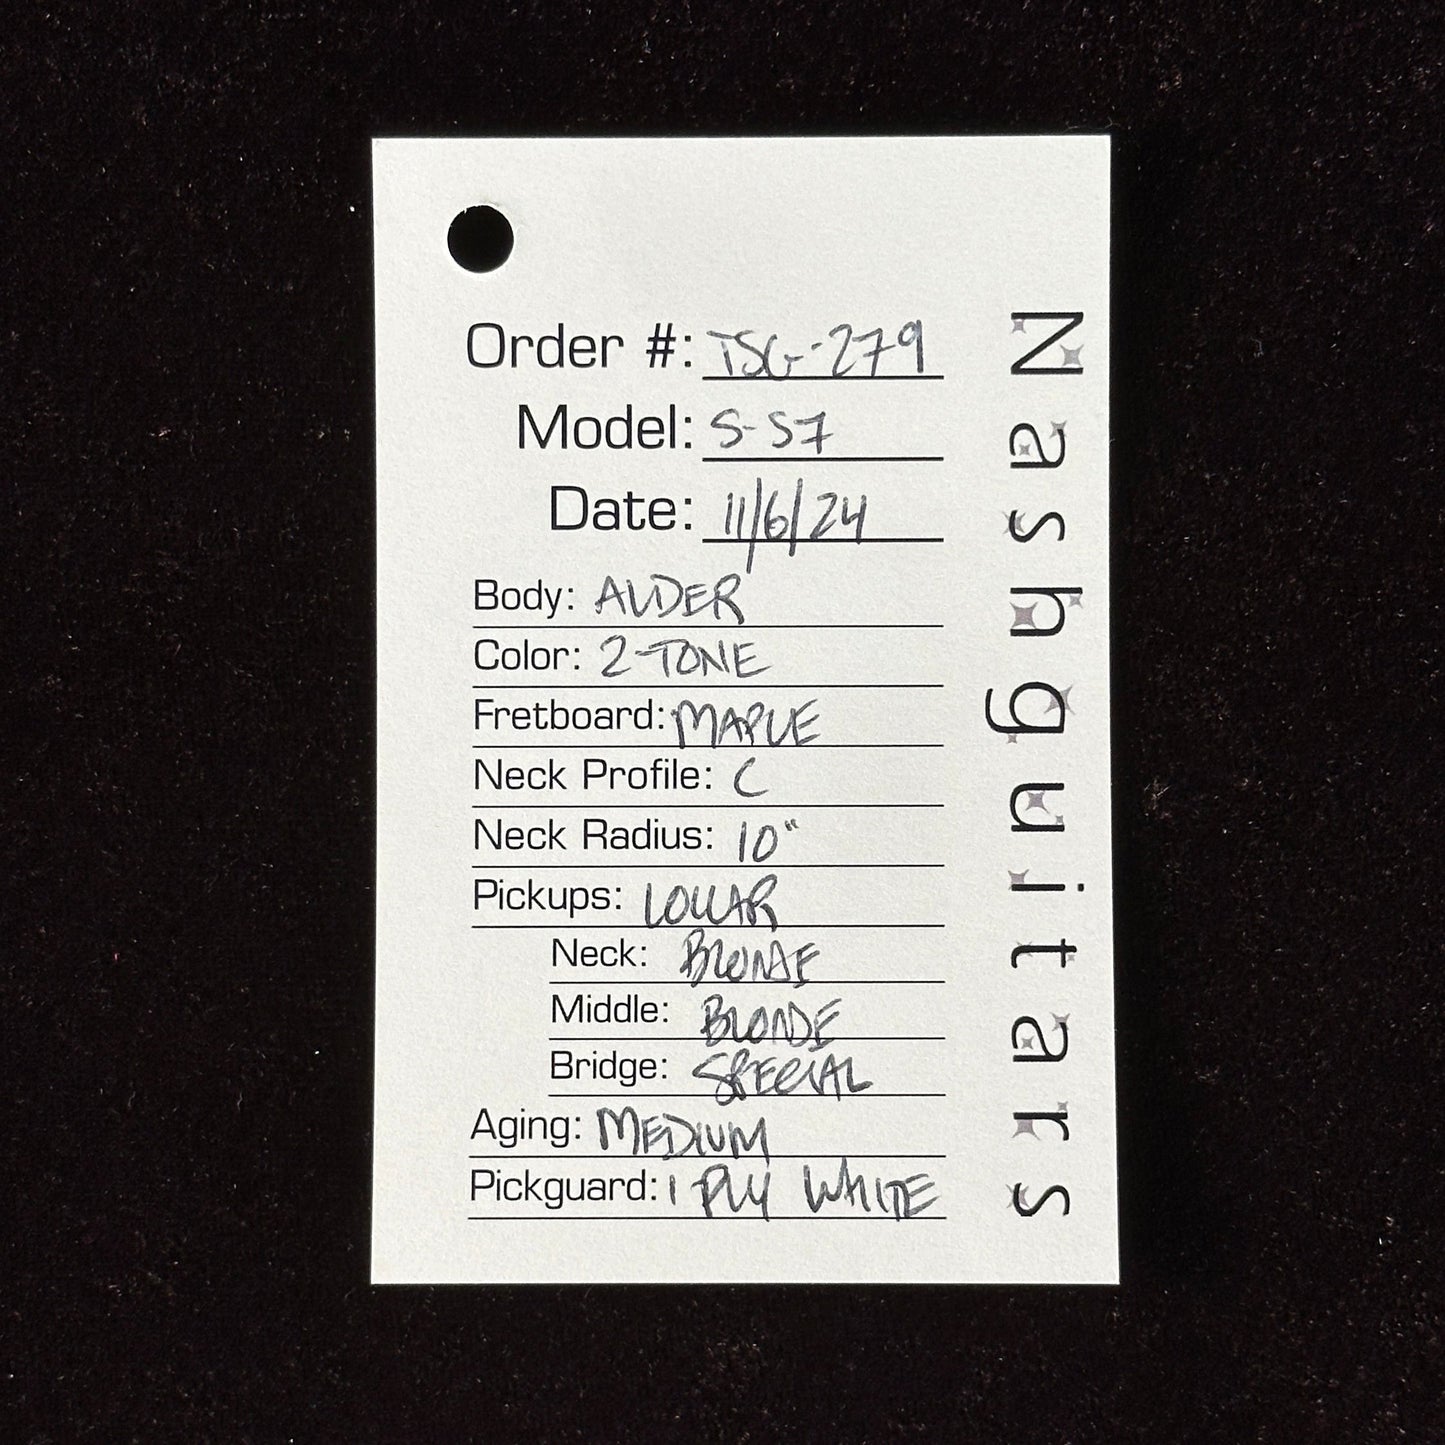 Order #: TSG-279
Model: S-57
Date: 11/6/24
Body: ALDER
Color: 2-TONE
Fretboard: MAPLE
Neck Profile: C
Neck Radius: 10"
Pickups: LOLLAR
Neck: BLONDE
Middle: BLONDE
Bridge: SPECIAL
Aging: MEDIUM
Pickguard: 1 PLY WHITE
Nashguitars